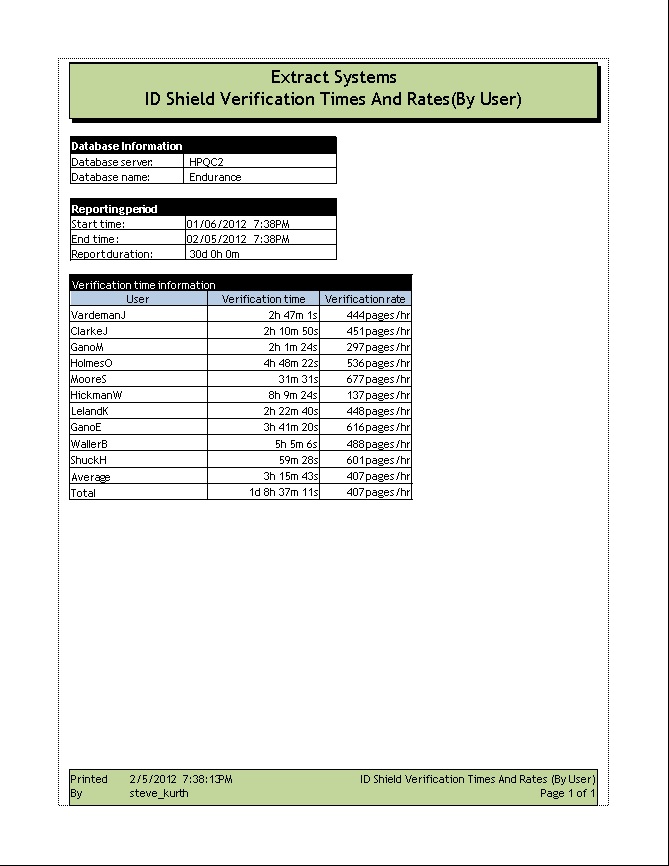 Extract Systems
ID Shield Verification Times And Rates(By User)
Database Information
Database server: HPQC2
Database name: Endurance
Reporting period
Start time: 01/06/2012 7:38PM
End time: 02/05/2012 7:38PM
Report duration: 30d 0h 0m
Verification time information
User Verification time Verification rate
VardemanJ 2h 47m 1s 444pages/hr
ClarkeJ 2h 10m 50s 451pages/hr
GanoM 2h 1m 24s 297pages/hr
HolmesO 4h 48m 22s 536pages/hr
MooreS 31m 31s 677pages/hr
HickmanW 8h 9m 24s 137pages/hr
LelandK 2h 22m 40s 448pages/hr
GanoE 3h 41m 20s 616pages/hr
WallerB 5h 5m 6s 488pages/hr
ShuckH 59m 28s 601pages/hr
Average 3h 15m 43s 407pages/hr
Total 1d 8h 37m 11s 407pages/hr
Printed 2/5/2012 7:38:13PM ID Shield Verification Times And Rates (By User)
By steve_kurth Page 1 of 1